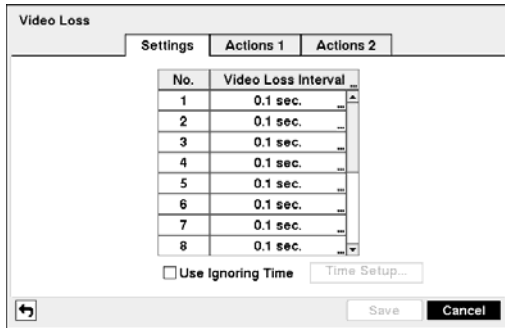 Video Loss
Settings Actions 1 Actions 2
No. Video Loss Interval ...
1 0.1 sec. ...
2 0.1 sec. ...
3 0.1 sec. ...
4 0.1 sec. ...
5 0.1 sec. ...
6 0.1 sec. ...
7 0.1 sec. ...
8 0.1 sec. ...
Use Ignoring Time Time Setup...
Save Cancel